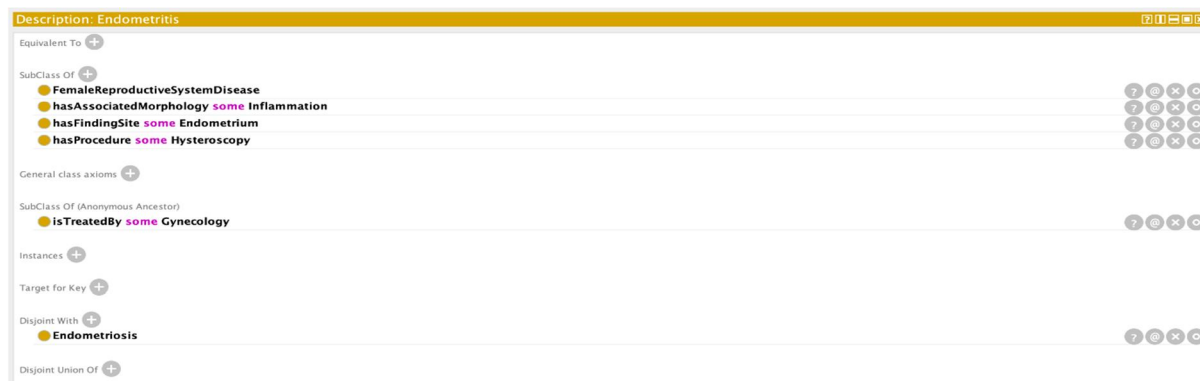 Description: Endometritis
Equivalent To
SubClass Of
FemaleReproductiveSystemDisease
hasAssociatedMorphology some Inflammation
hasFindingSite some Endometrium
hasProcedure some Hysteroscopy
General class axioms
SubClass Of (Anonymous Ancestor)
isTreatedBy some Gynecology
Instances
Target for Key
Disjoint With
Endometriosis
Disjoint Union Of